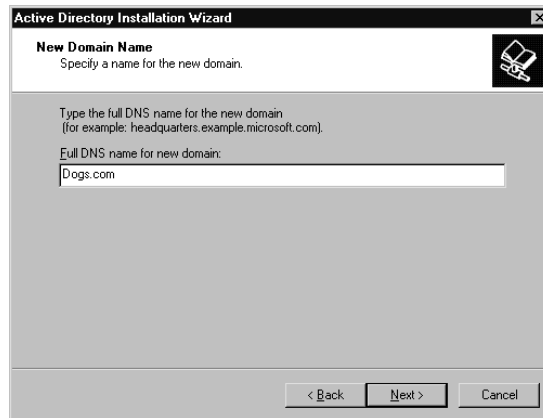 Active Directory Installation Wizard
New Domain Name
Specify a name for the new domain.
Type the full DNS name for the new domain
(for example: headquarters.example.microsoft.com).
Full DNS name for new domain:
Dogs.com
< Back
Next >
Cancel